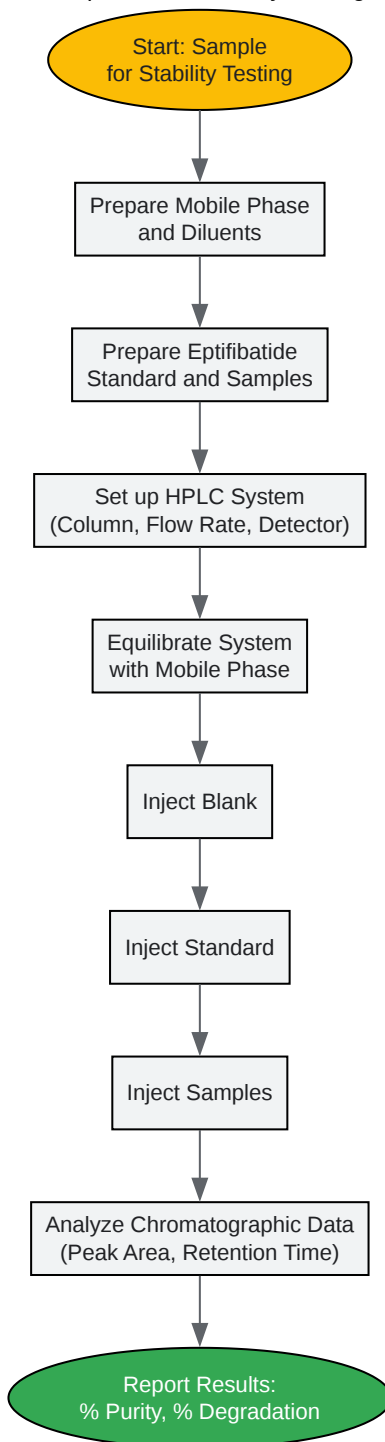 Start: Sample
for Stability Testing
Prepare Mobile Phase
and Diluents
Prepare Eptifibatide
Standard and Samples
Set up HPLC System
(Column, Flow Rate, Detector)
Equilibrate System
with Mobile Phase
Inject Blank
Inject Standard
Inject Samples
Analyze Chromatographic Data
(Peak Area, Retention Time)
Report Results:
% Purity, % Degradation